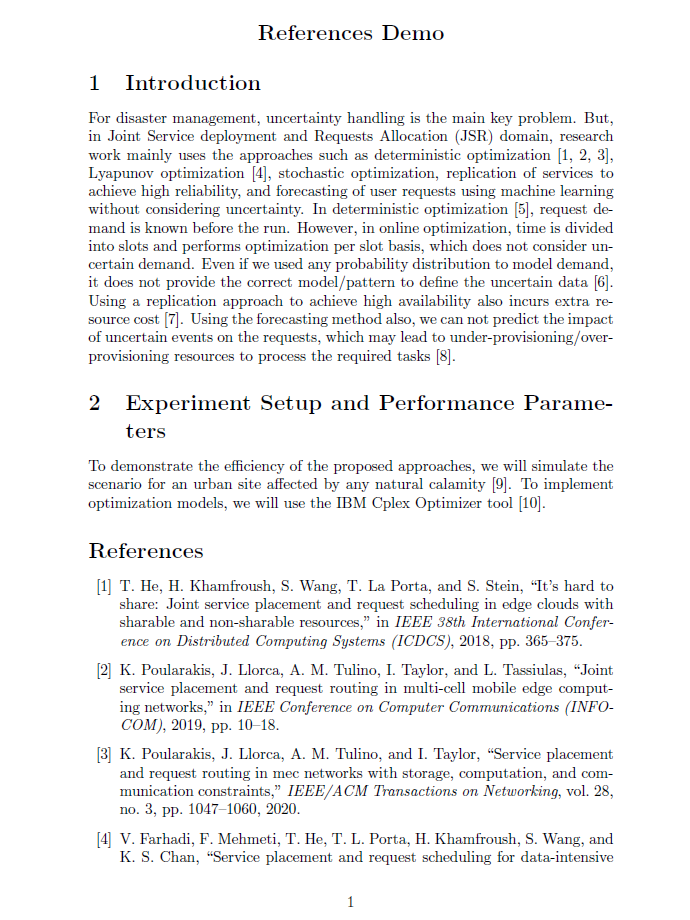 References Demo
1 Introduction
For disaster management, uncertainty handling is the main key problem. But,
in Joint Service deployment and Requests Allocation (JSR) domain, research
work mainly uses the approaches such as deterministic optimization [1, 2, 3],
Lyapunov optimization [4], stochastic optimization, replication of services to
achieve high reliability, and forecasting of user requests using machine learning
without considering uncertainty. In deterministic optimization [5], request de-
mand is known before the run. However, in online optimization, time is divided
into slots and performs optimization per slot basis, which does not consider un-
certain demand. Even if we used any probability distribution to model demand,
it does not provide the correct model/pattern to define the uncertain data [6].
Using a replication approach to achieve high availability also incurs extra re-
source cost [7]. Using the forecasting method also, we can not predict the impact
of uncertain events on the requests, which may lead to under-provisioning/over-
provisioning resources to process the required tasks [8].
2 Experiment Setup and Performance Parame-
ters
To demonstrate the efficiency of the proposed approaches, we will simulate the
scenario for an urban site affected by any natural calamity [9]. To implement
optimization models, we will use the IBM Cplex Optimizer tool [10].
References
[1] T. He, H. Khamfroush, S. Wang, T. La Porta, and S. Stein, “It’s hard to
share: Joint service placement and request scheduling in edge clouds with
sharable and non-sharable resources,” in IEEE 38th International Confer-
ence on Distributed Computing Systems (ICDCS), 2018, pp. 365–375.
[2] K. Poularakis, J. Llorca, A. M. Tulino, I. Taylor, and L. Tassiulas, “Joint
service placement and request routing in multi-cell mobile edge comput-
ing networks,” in IEEE Conference on Computer Communications (INFO-
COM), 2019, pp. 10–18.
[3] K. Poularakis, J. Llorca, A. M. Tulino, and I. Taylor, “Service placement
and request routing in mec networks with storage, computation, and com-
munication constraints,” IEEE/ACM Transactions on Networking, vol. 28,
no. 3, pp. 1047–1060, 2020.
[4] V. Farhadi, F. Mehmeti, T. He, T. L. Porta, H. Khamfroush, S. Wang, and
K. S. Chan, “Service placement and request scheduling for data-intensive
1